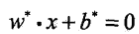 w* · x + b* = 0